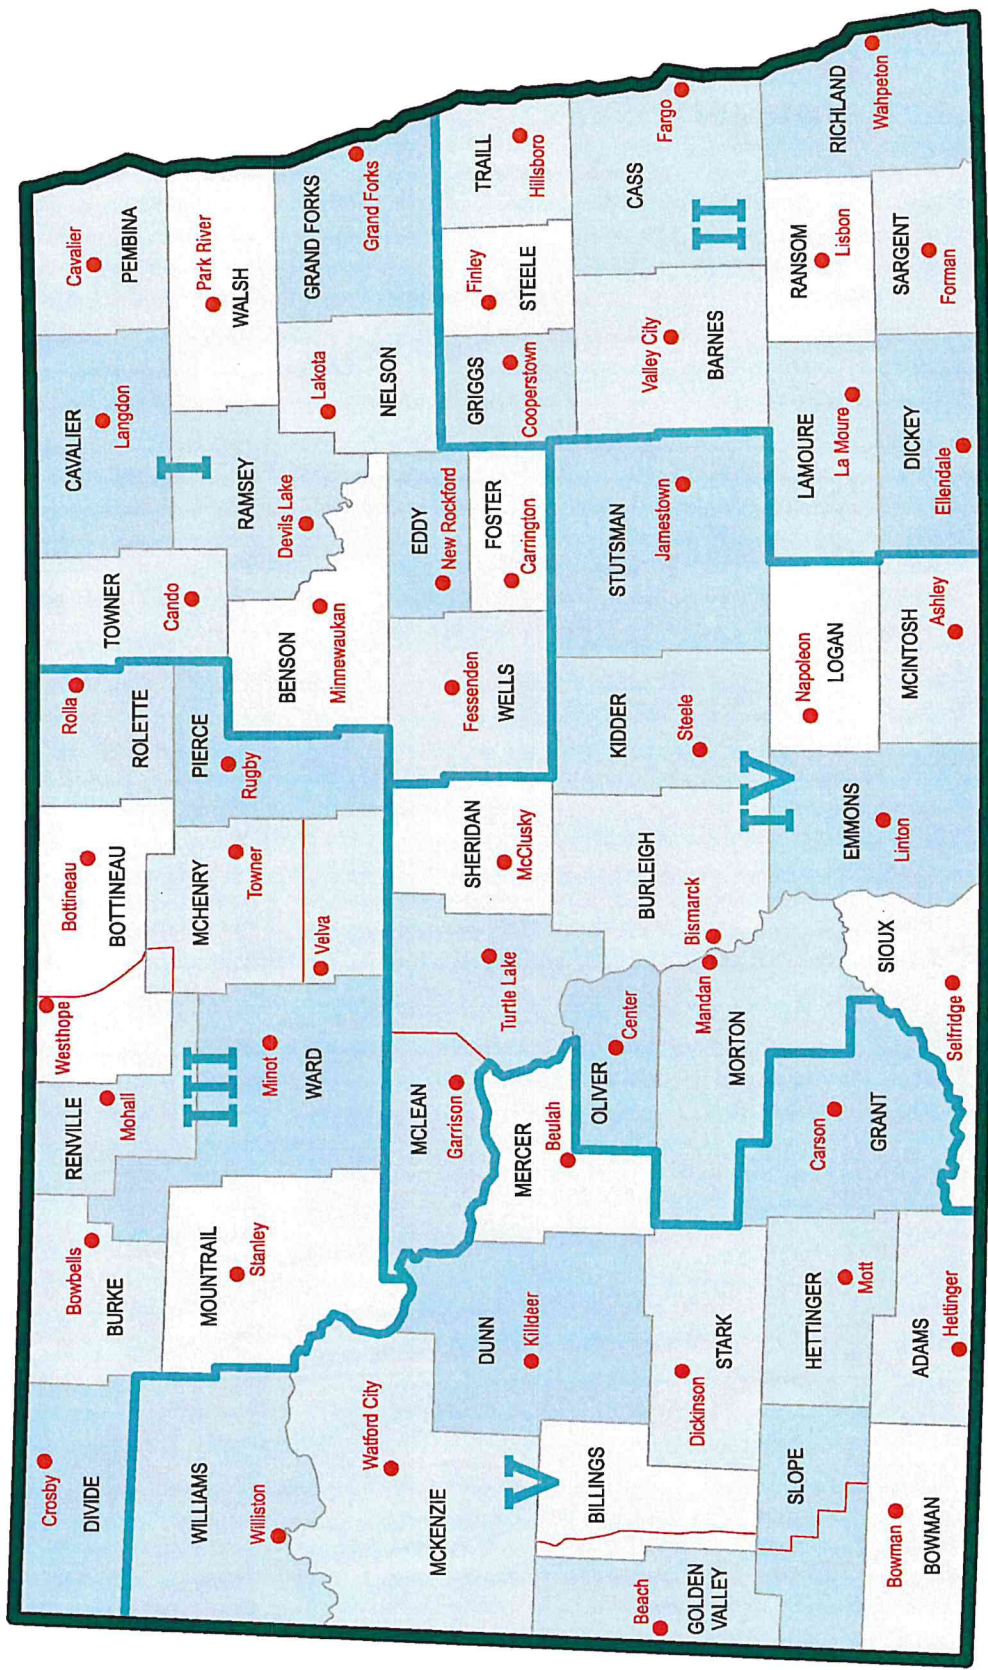 Crosby
DIVIDE
Bowbells
BURKE
RENVILLE
Mohall
Westhope
Bottineau
BOTTINEAU
Rolla
ROLETTE
TOWNER
Cando
CAVALIER
Langdon
Cavalier
PEMBINA
WILLIAMS
Williston
MOUNTRAIL
Stanley
III
Minot
WARD
MCHENRY
Towner
Velva
PIERCE
Rugby
BENSON
Minnewaukan
I
RAMSEY
Devils Lake
Park River
WALSH
Lakota
NELSON
GRAND FORKS
Grand Forks
Watford City
MCKENZIE
DUNN
Killdeer
MCLEAN
Garrison
Turtle Lake
MERCER
Beulah
SHERIDAN
McClusky
Fessenden
WELLS
EDDY
New Rockford
FOSTER
Carrington
GRIGGS
Cooperstown
Finley
STEELE
TRAILL
Hillsboro
V
BILLINGS
Beach
GOLDEN
VALLEY
Dickinson
STARK
OLIVER
Center
Mandan
MORTON
BURLEIGH
Bismarck
KIDDER
Steele
STUTSMAN
Jamestown
Valley City
BARNES
CASS
Fargo
II
SLOPE
HETTINGER
Mott
Carson
GRANT
SIOUX
Selfridge
IV
EMMONS
Linton
Napoleon
LOGAN
LAMOURE
La Moure
RANSOM
Lisbon
RICHLAND
Wahpeton
Bowman
BOWMAN
ADAMS
Hettinger
MCINTOSH
Ashley
DICKEY
Ellendale
SARGENT
Forman